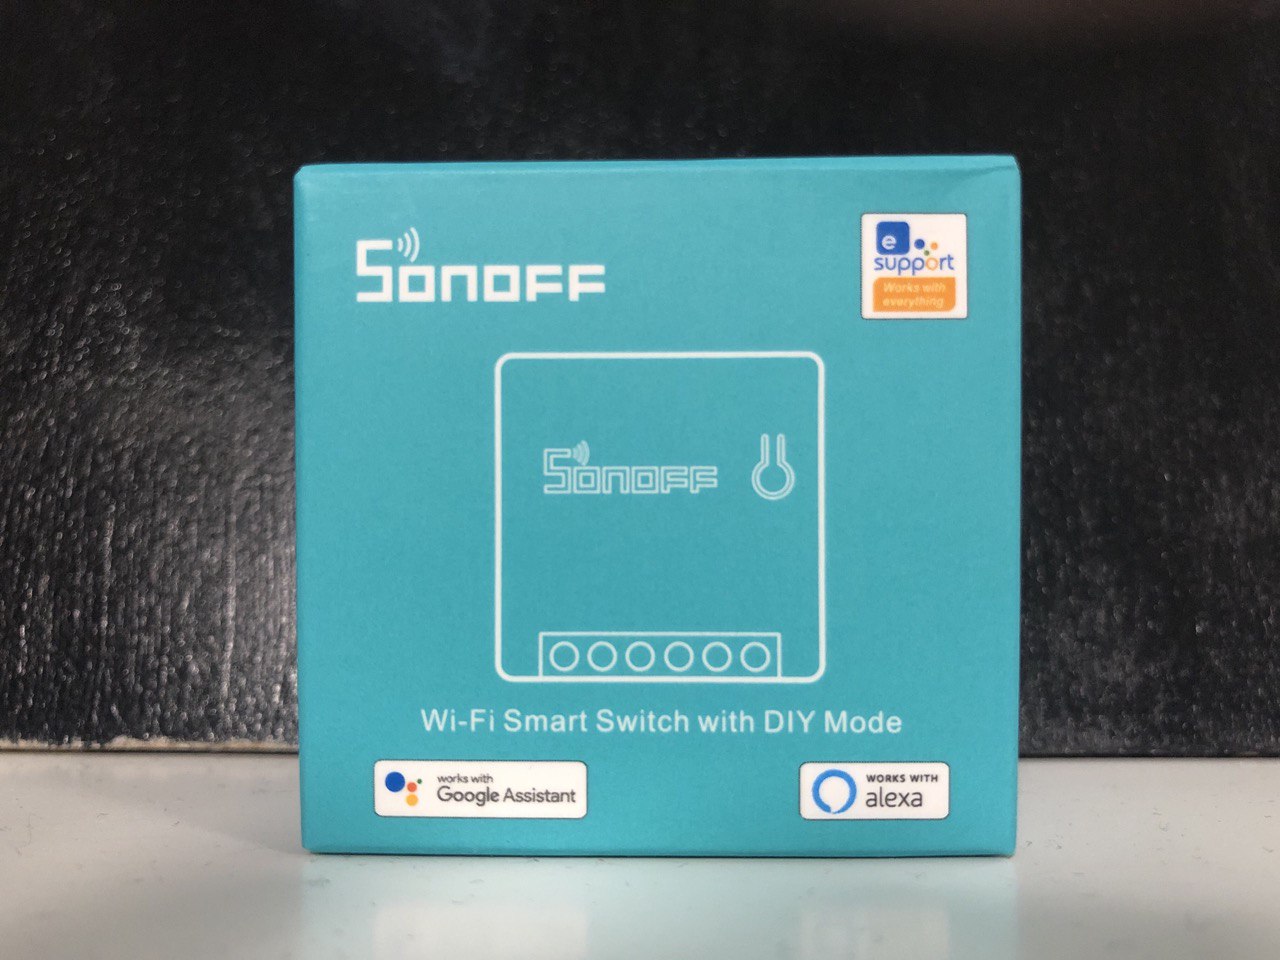 SONOFF
e
support
Works with
everything
SONOFF
Wi-Fi Smart Switch with DIY Mode
works with
Google Assistant
WORKS WITH
alexa